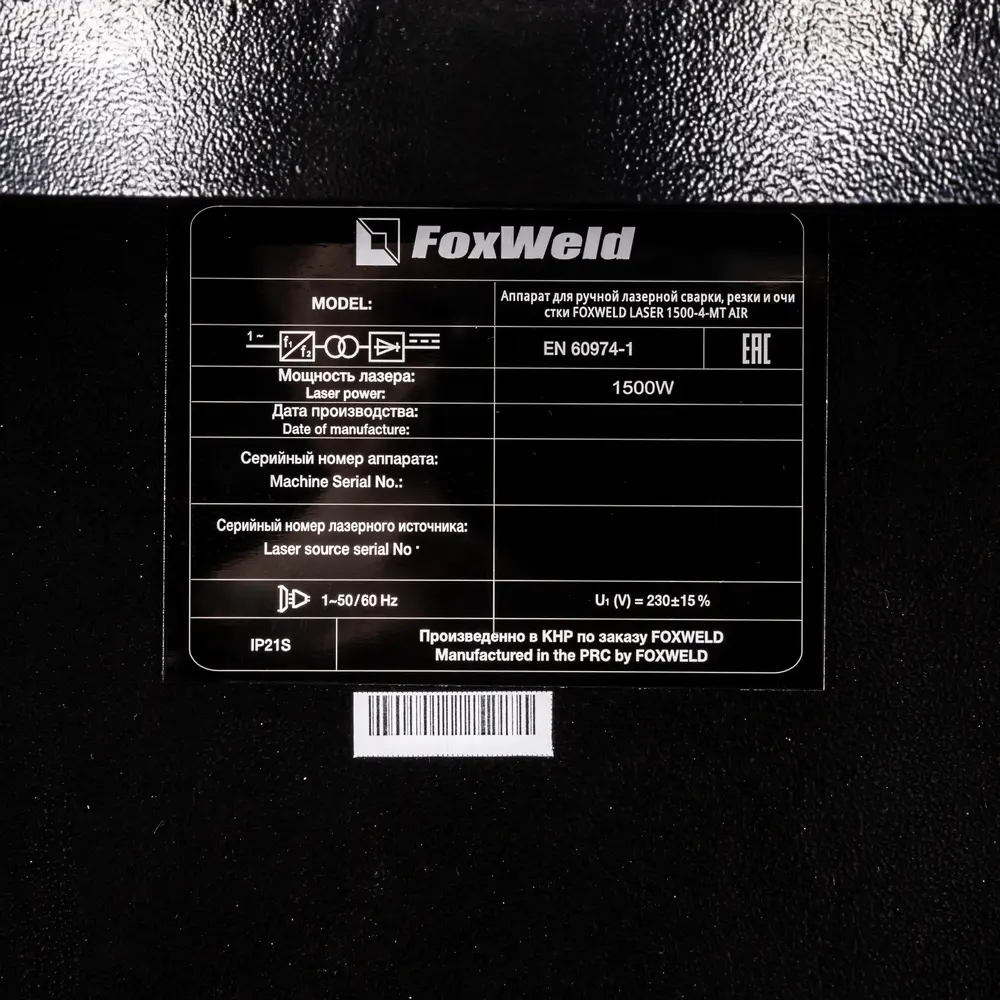 FoxWeld
MODEL:
Аппарат для ручной лазерной сварки, резки и очи
стки FOXWELD LASER 1500-4-MT AIR
1~
f₁
f₂
EN 60974-1
EAC
Мощность лазера:
Laser power:
1500W
Дата производства:
Date of manufacture:
Серийный номер аппарата:
Machine Serial No.:
Серийный номер лазерного источника:
Laser source serial No
1~50/60 Hz
U₁ (V) = 230±15%
IP21S
Произведенно в КНР по заказу FOXWELD
Manufactured in the PRC by FOXWELD